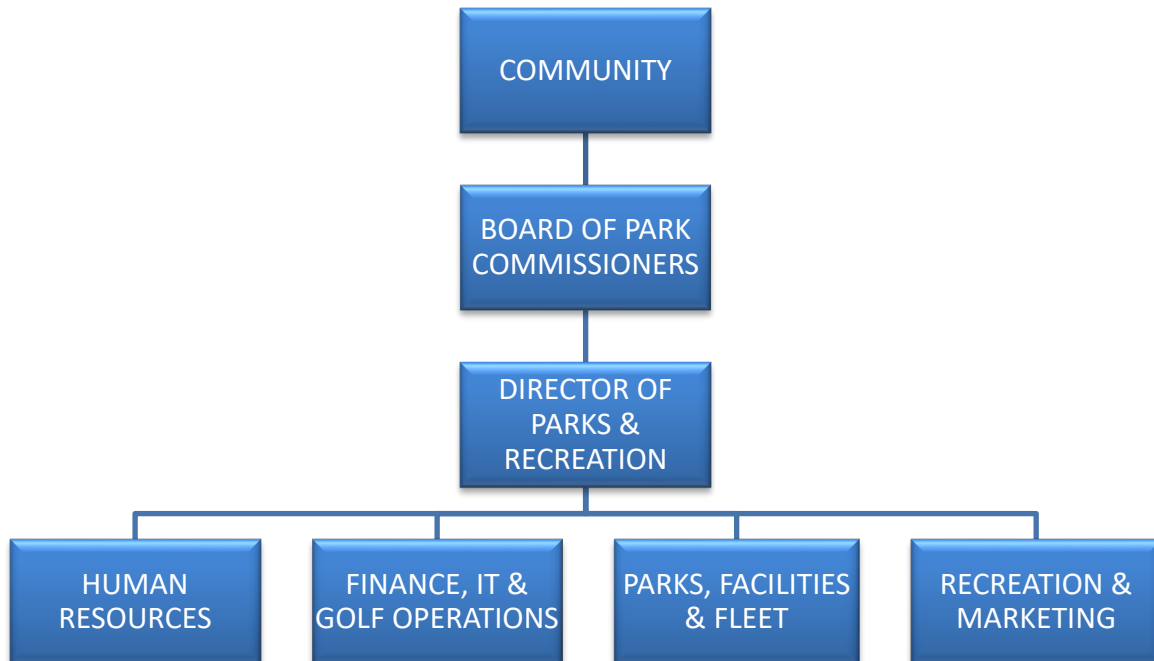 COMMUNITY
BOARD OF PARK
COMMISSIONERS
DIRECTOR OF
PARKS &
RECREATION
HUMAN
RESOURCES
FINANCE, IT &
GOLF OPERATIONS
PARKS, FACILITIES
& FLEET
RECREATION &
MARKETING